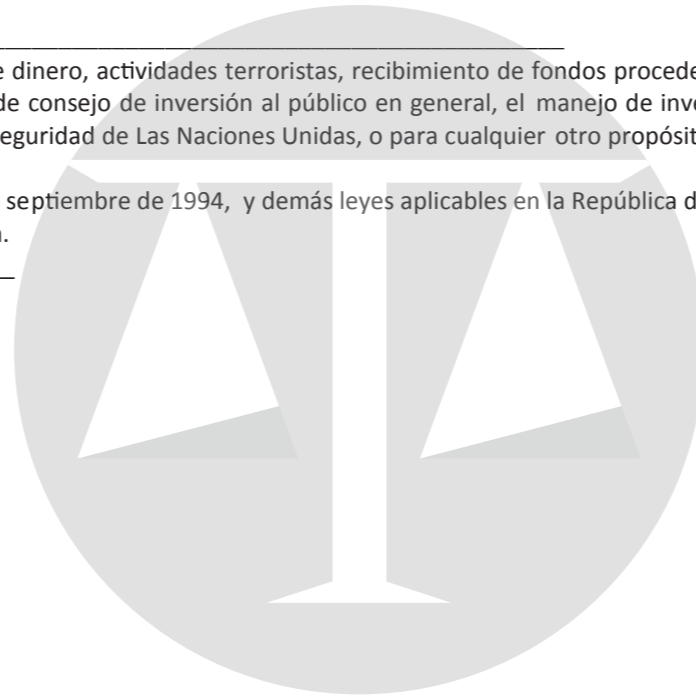 e dinero, actividades terroristas, recibimiento de fondos procede
de consejo de inversión al público en general, el manejo de inve
eguridad de Las Naciones Unidas, o para cualquier otro propósit
septiembre de 1994, y demás leyes aplicables en la República d